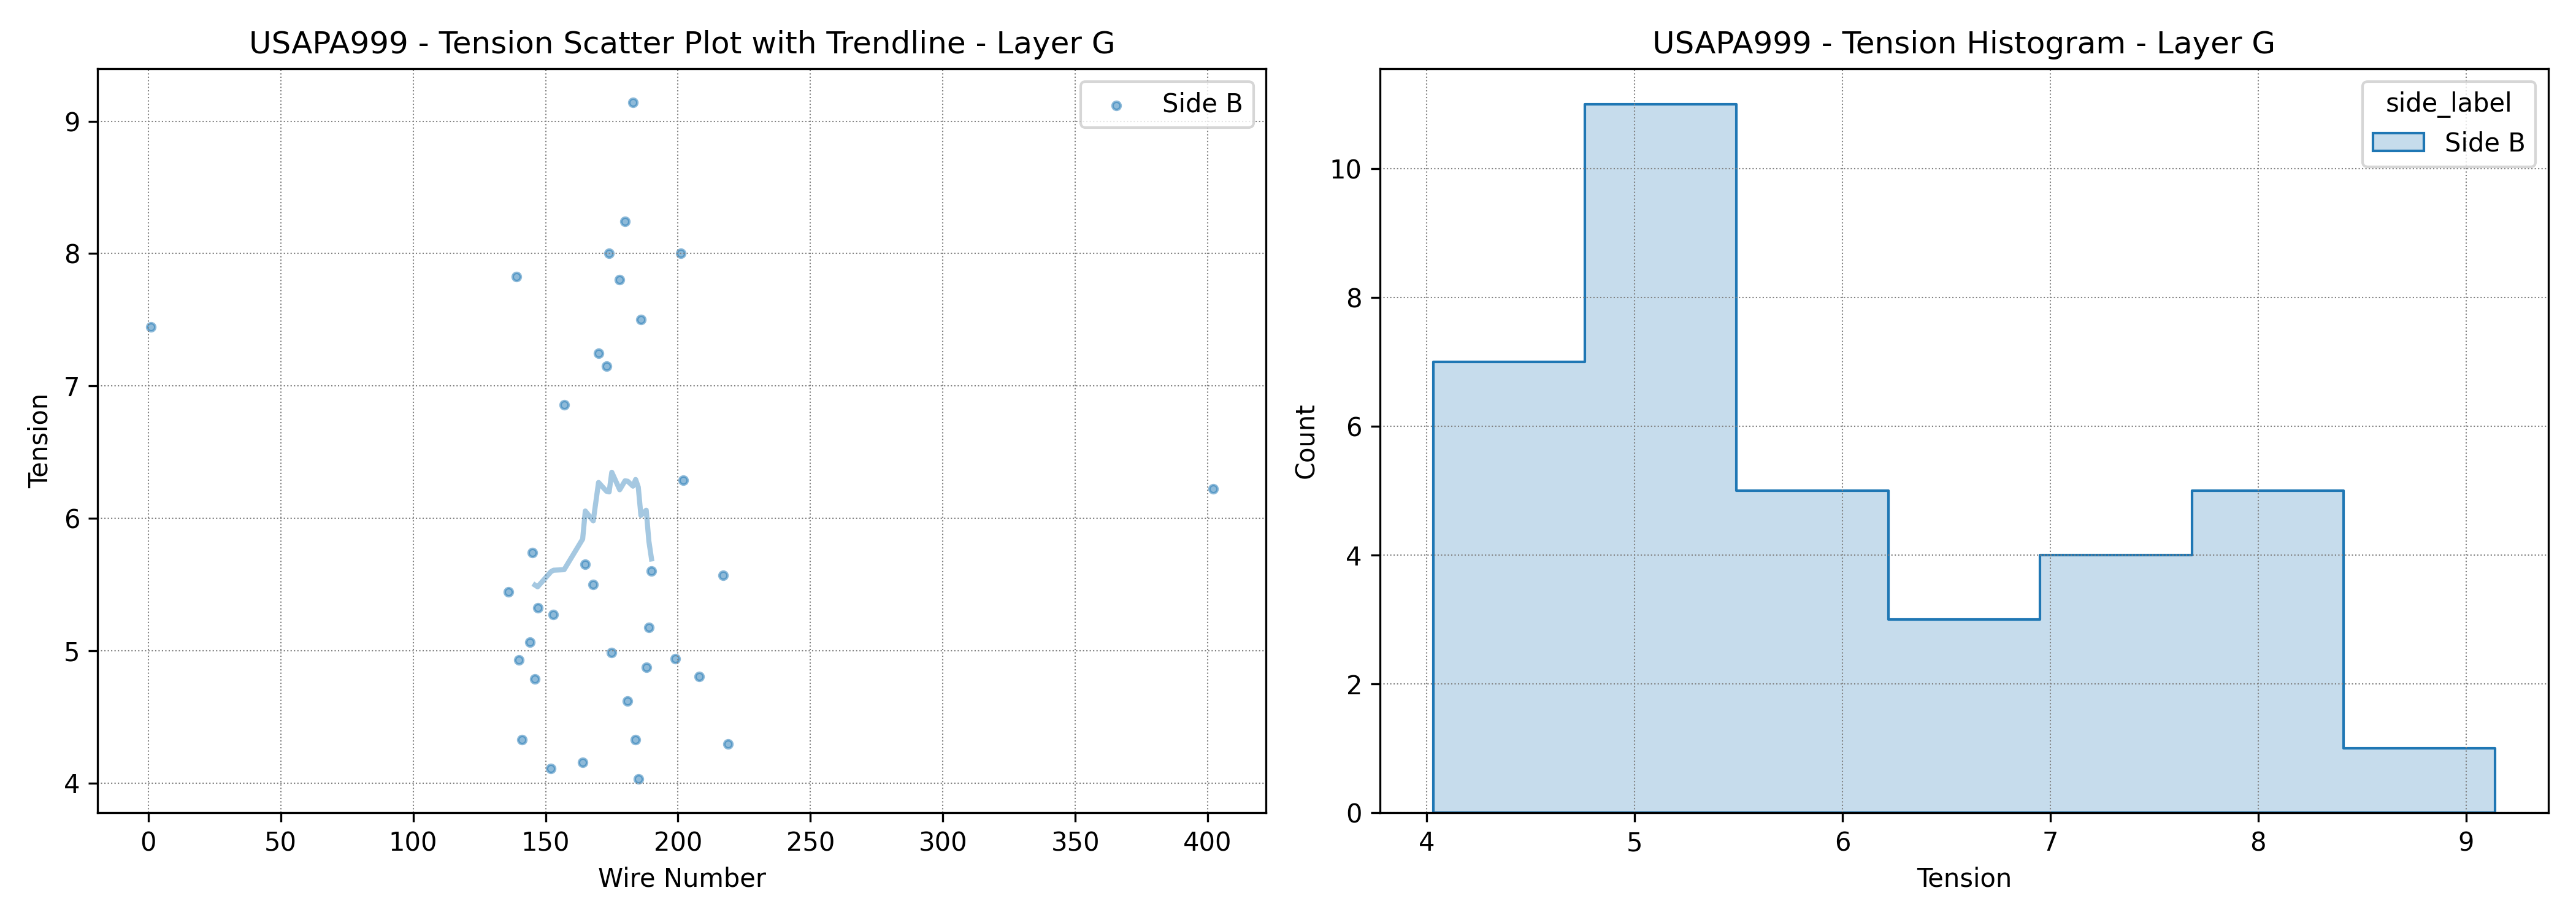 USAPA999 - Tension Scatter Plot with Trendline - Layer G
Side B
9
8
7
6
5
4
Tension
0 50 100 150 200 250 300 350 400
Wire Number
USAPA999 - Tension Histogram - Layer G
side_label
Side B
10
8
6
4
2
0
Count
4 5 6 7 8 9
Tension